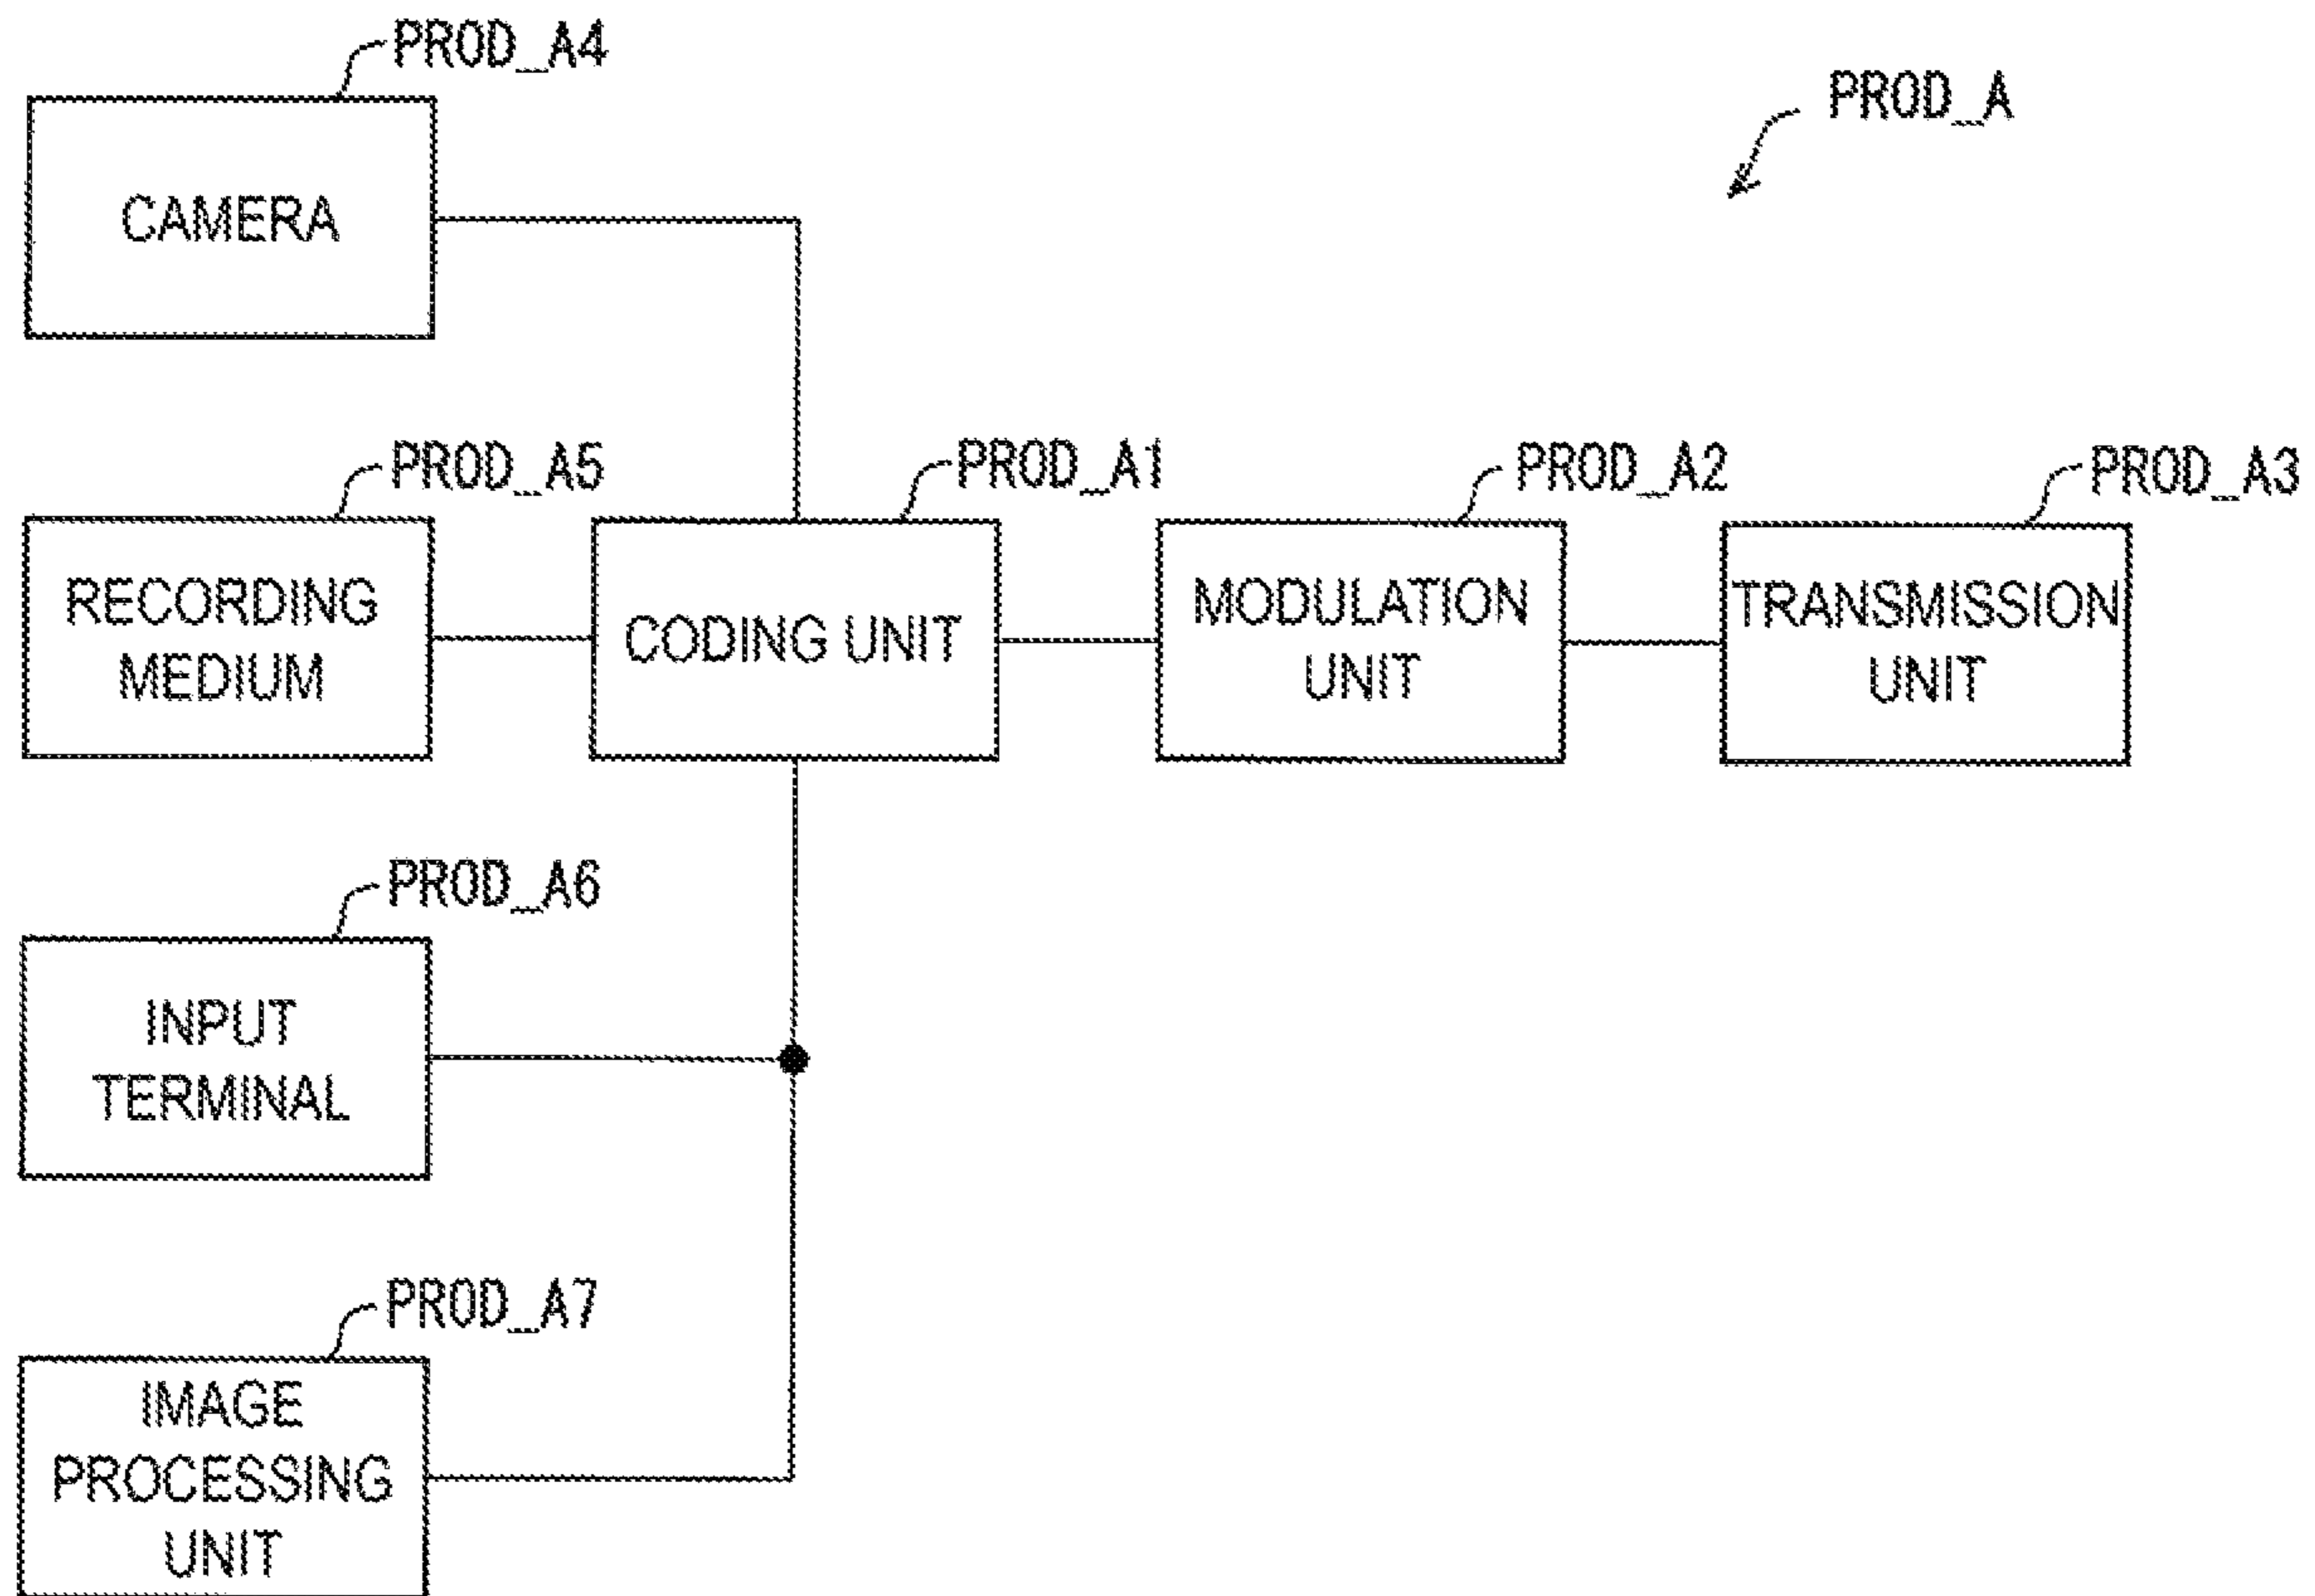 PROD_A4
PROD_A
CAMERA
PROD_A5
PROD_A1
PROD_A2
PROD_A3
RECORDING
MEDIUM
CODING UNIT
MODULATION
UNIT
TRANSMISSION
UNIT
PROD_A6
INPUT
TERMINAL
PROD_A7
IMAGE
PROCESSING
UNIT